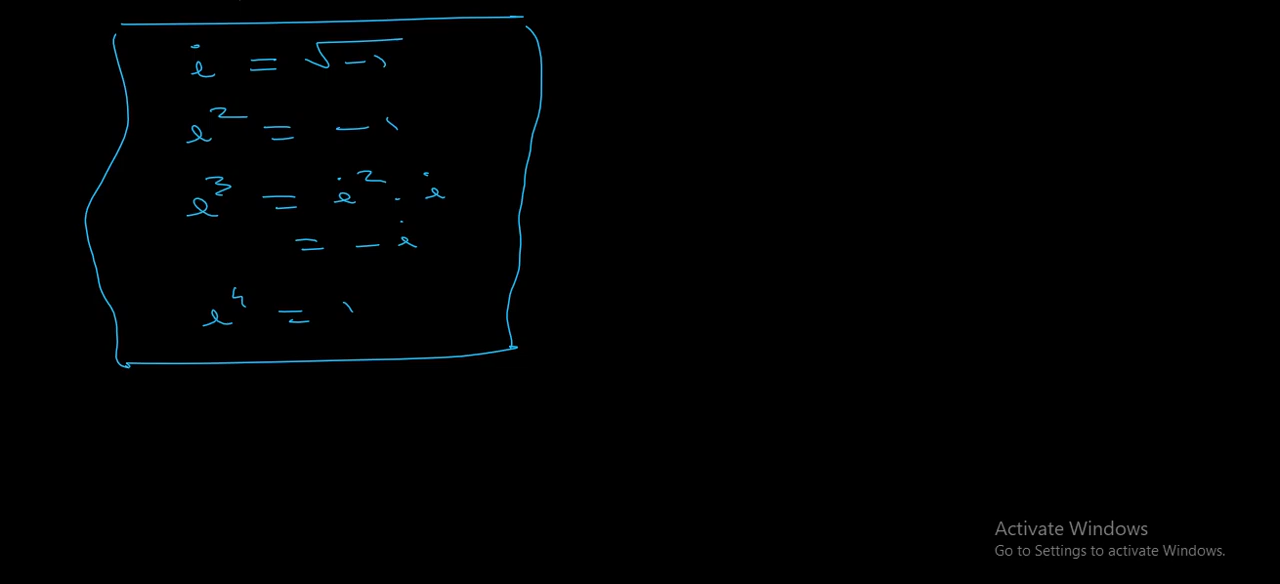 i = √-1
i² = -1
i³ = i² . i
= -i
i⁴ = 1
Activate Windows
Go to Settings to activate Windows.